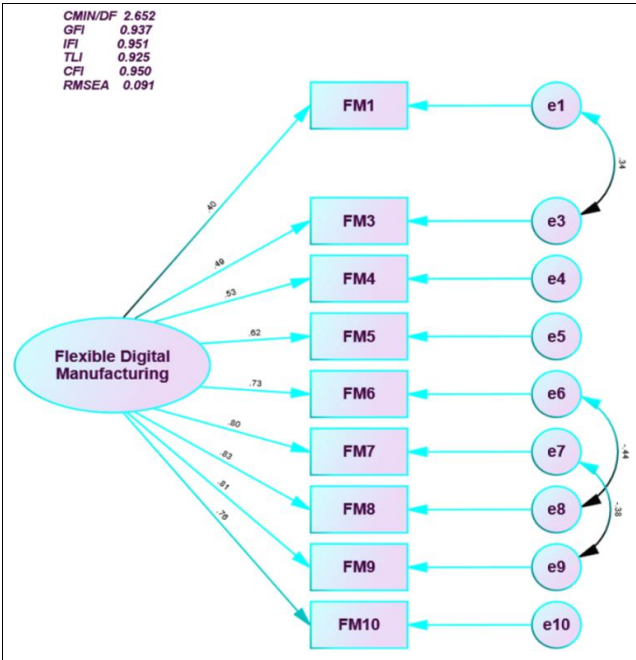 CMIN/DF 2.652
GFI 0.937
IFI 0.951
TLI 0.925
CFI 0.950
RMSEA 0.091
FM1
e1
.40
.34
FM3
e3
.49
FM4
e4
.53
Flexible Digital
Manufacturing
FM5
e5
.62
FM6
e6
.73
FM7
e7
.80
-.44
FM8
e8
.83
-.38
FM9
e9
.81
FM10
e10
.76